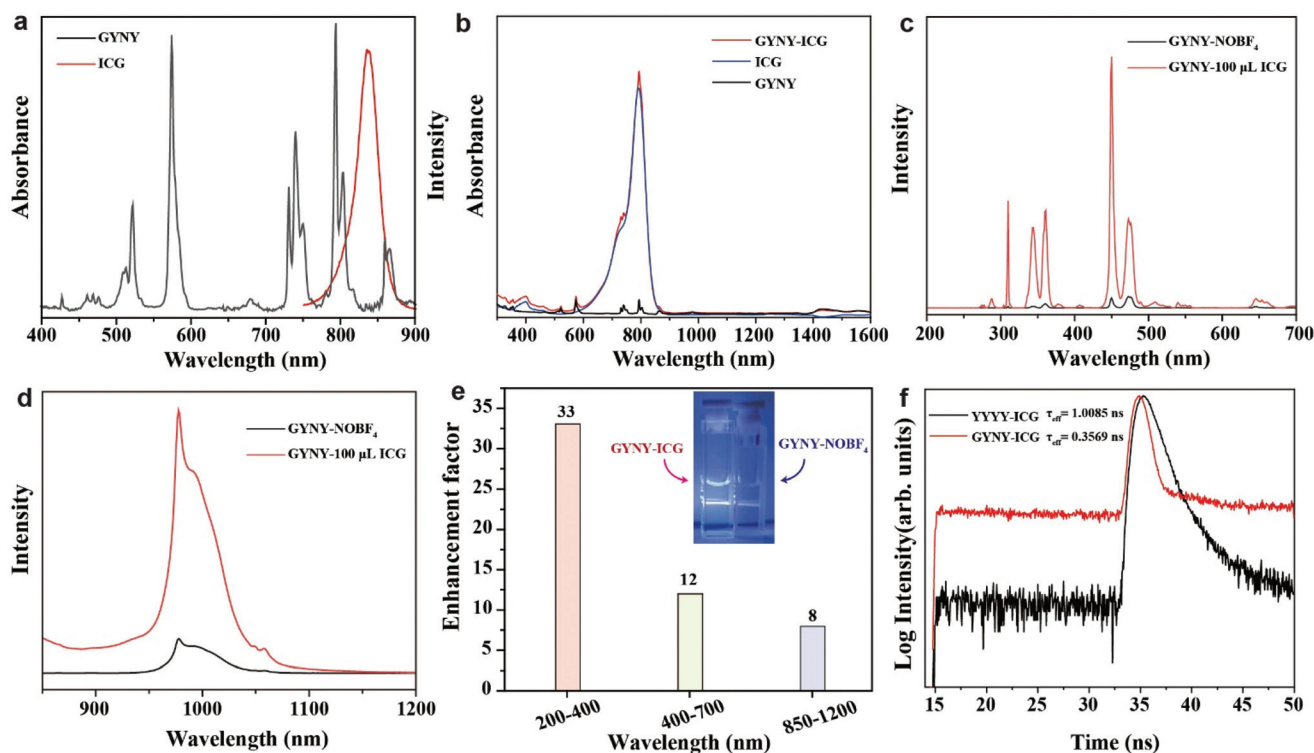 a
GYNY
ICG
Absorbance
Intensity
400 500 600 700 800 900
Wavelength (nm)
b
GYNY-ICG
ICG
GYNY
Absorbance
400 600 800 1000 1200 1400 1600
Wavelength (nm)
c
GYNY-NOBF₄
GYNY-100 μL ICG
Intensity
200 300 400 500 600 700
Wavelength (nm)
d
GYNY-NOBF₄
GYNY-100 μL ICG
Intensity
900 1000 1100 1200
Wavelength (nm)
e
Enhancement factor
35
30
25
20
15
10
5
0
33
12
8
GYNY-ICG
GYNY-NOBF₄
200-400 400-700 850-1200
Wavelength (nm)
f
YYYY-ICG τeff= 1.0085 ns
GYNY-ICG τeff= 0.3569 ns
Log Intensity(arb. units)
15 20 25 30 35 40 45 50
Time (ns)